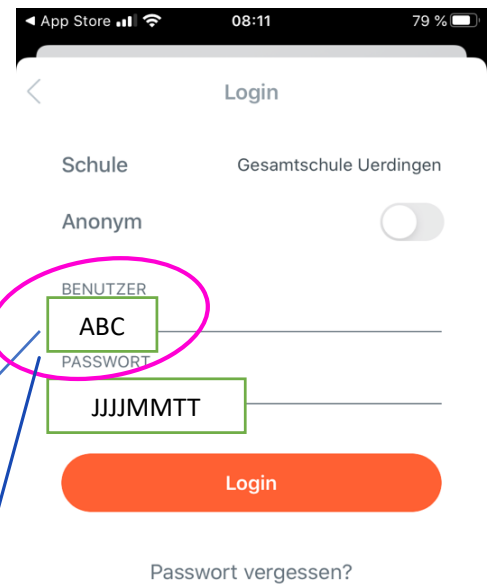 App Store 08:11 79 %
Login
Schule Gesamtschule Uerdingen
Anonym
BENUTZER
ABC
PASSWORT
JJJJMMTT
Login
Passwort vergessen?